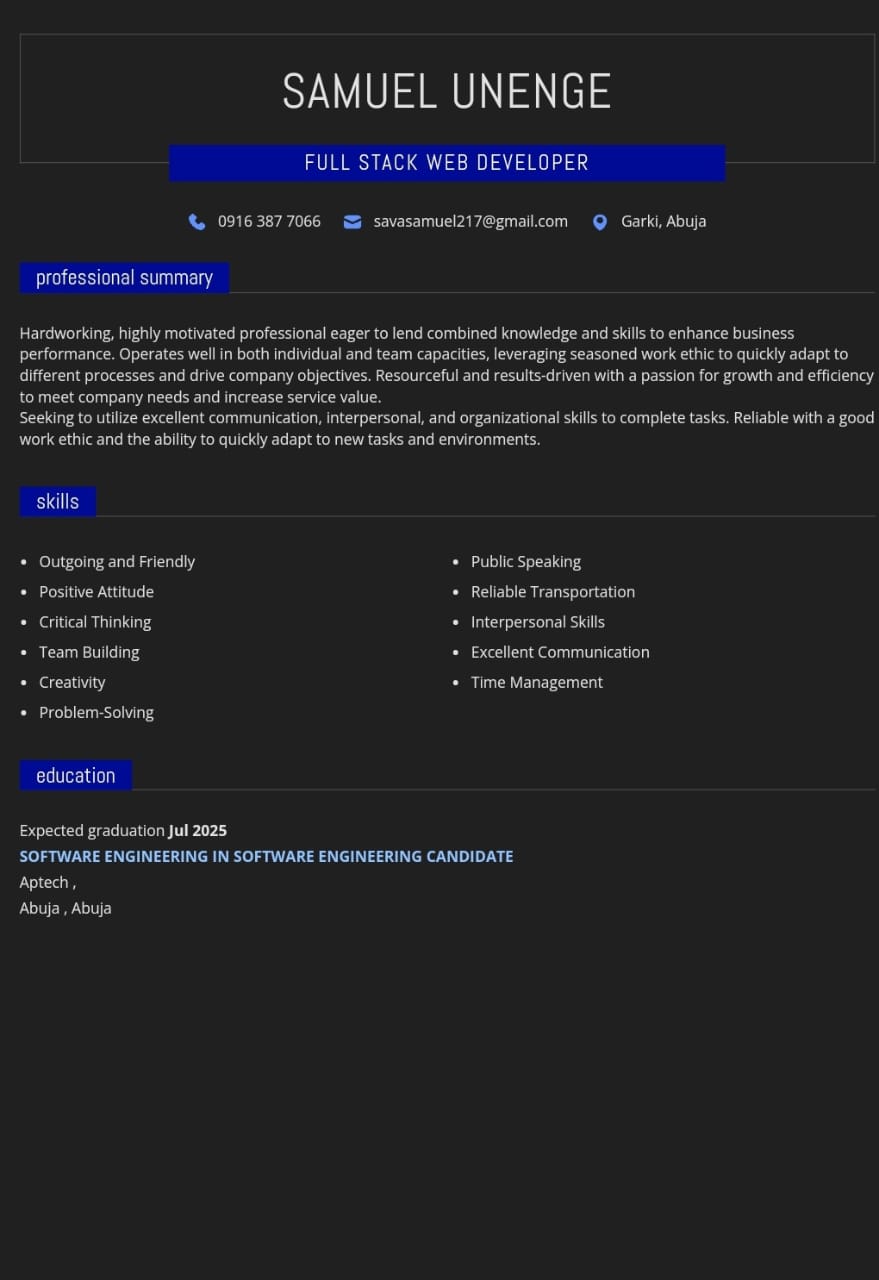 SAMUEL UNENGE
FULL STACK WEB DEVELOPER
0916 387 7066 savasamuel217@gmail.com Garki, Abuja
professional summary
Hardworking, highly motivated professional eager to lend combined knowledge and skills to enhance business
performance. Operates well in both individual and team capacities, leveraging seasoned work ethic to quickly adapt to
different processes and drive company objectives. Resourceful and results-driven with a passion for growth and efficiency
to meet company needs and increase service value.
Seeking to utilize excellent communication, interpersonal, and organizational skills to complete tasks. Reliable with a good
work ethic and the ability to quickly adapt to new tasks and environments.
skills
• Outgoing and Friendly
• Positive Attitude
• Critical Thinking
• Team Building
• Creativity
• Problem-Solving
• Public Speaking
• Reliable Transportation
• Interpersonal Skills
• Excellent Communication
• Time Management
education
Expected graduation Jul 2025
SOFTWARE ENGINEERING IN SOFTWARE ENGINEERING CANDIDATE
Aptech ,
Abuja , Abuja